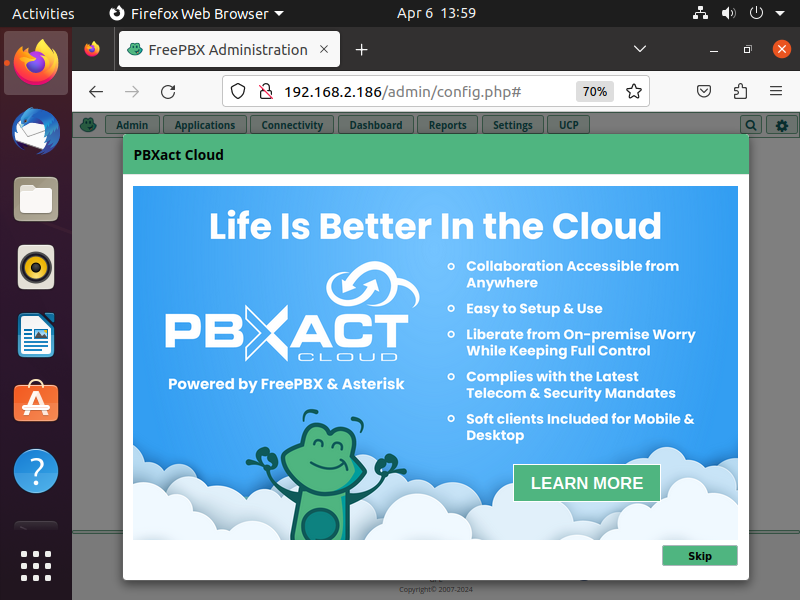 Activities
Firefox Web Browser
Apr 6 13:59
FreePBX Administration
192.168.2.186/admin/config.php#
70%
Admin
Applications
Connectivity
Dashboard
Reports
Settings
UCP
PBXact Cloud
Life Is Better In the Cloud
PBXACT
CLOUD
Powered by FreePBX & Asterisk
Collaboration Accessible from
Anywhere
Easy to Setup & Use
Liberate from On-premise Worry
While Keeping Full Control
Complies with the Latest
Telecom & Security Mandates
Soft clients Included for Mobile &
Desktop
LEARN MORE
Skip
Copyright© 2007-2024